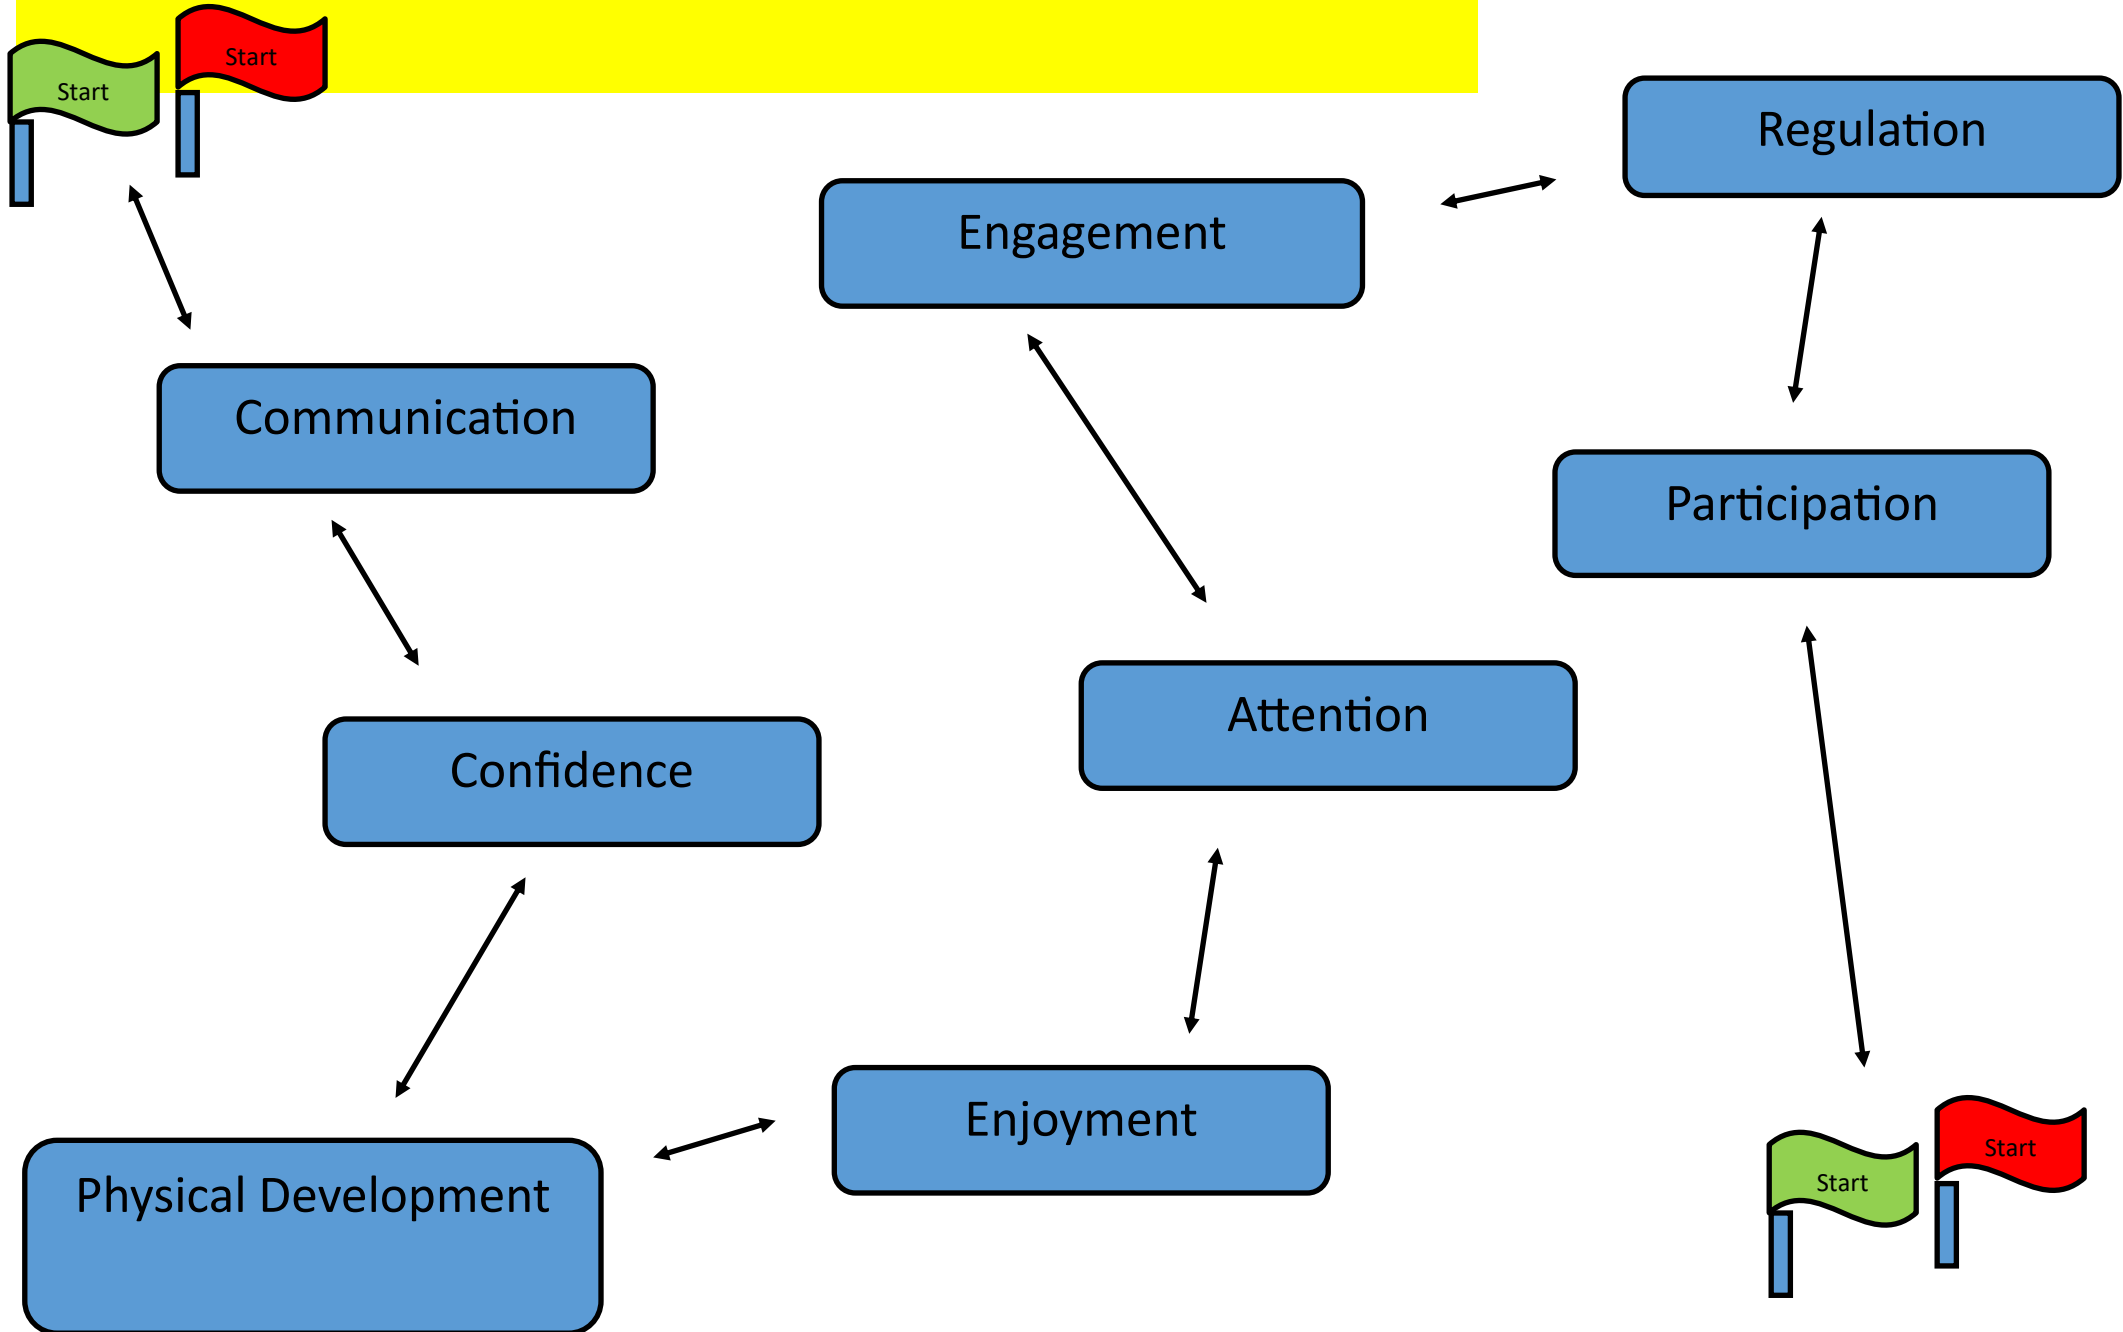 Start
Start
Regulation
Engagement
Communication
Participation
Confidence
Attention
Enjoyment
Physical Development
Start
Start